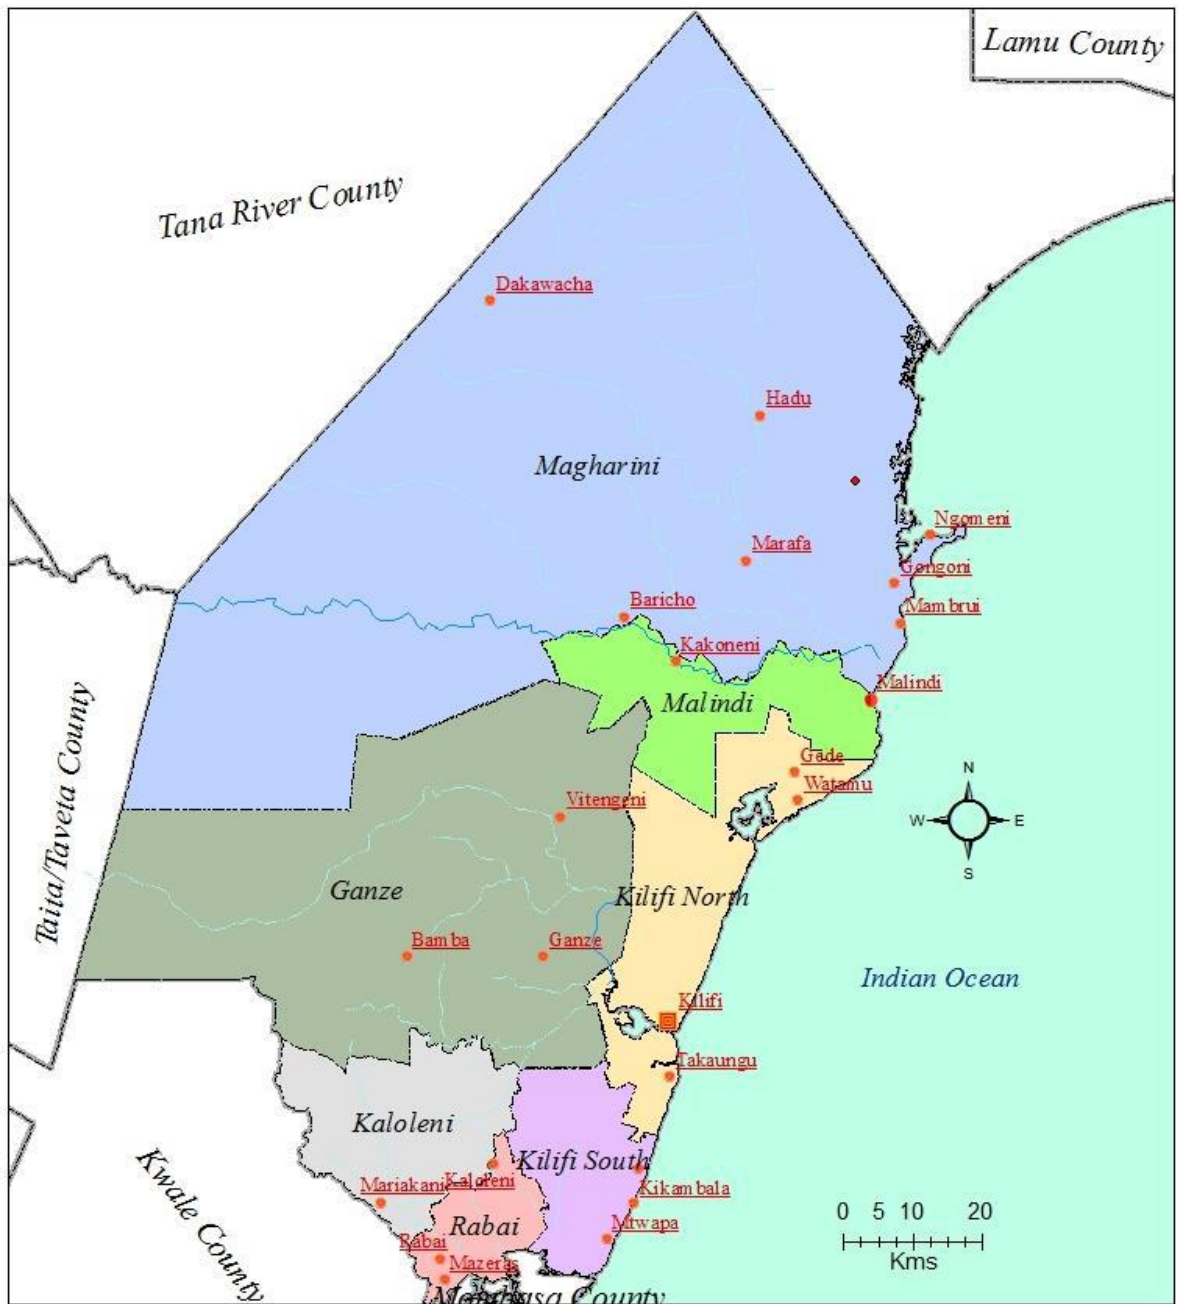 Lamu County
Tana River County
Dakawacha
Hadu
Magharini
Ngomeni
Marafa
Gongoni
Baricho
Mambrui
Kakoneni
Malindi
Malindi
Taita/Taveta County
Gede
Watamu
Vitengeni
N
W
E
S
Ganze
Kilifi North
Bamba
Ganze
Indian Ocean
Kilifi
Takaungu
Kaloleni
Kilifi South
Kwale County
Mariakani
Kaloleni
Kikambala
0 5 10 20
Kms
Rabai
Mtwapa
Rabai
Mazeras
Mombasa County